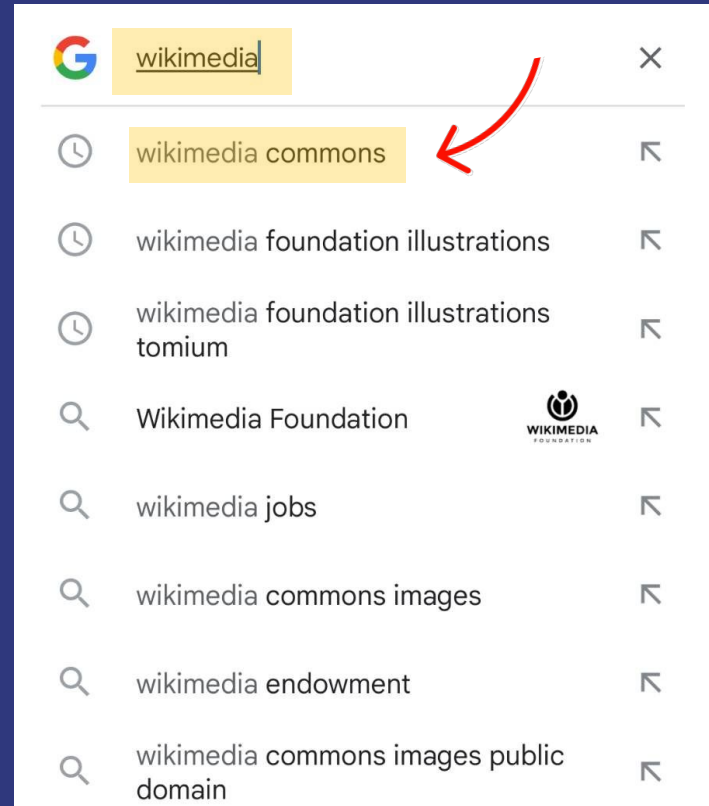 wikimedia
wikimedia commons
wikimedia foundation illustrations
wikimedia foundation illustrations
tomium
Wikimedia Foundation
WIKIMEDIA
FOUNDATION
wikimedia jobs
wikimedia commons images
wikimedia endowment
wikimedia commons images public
domain